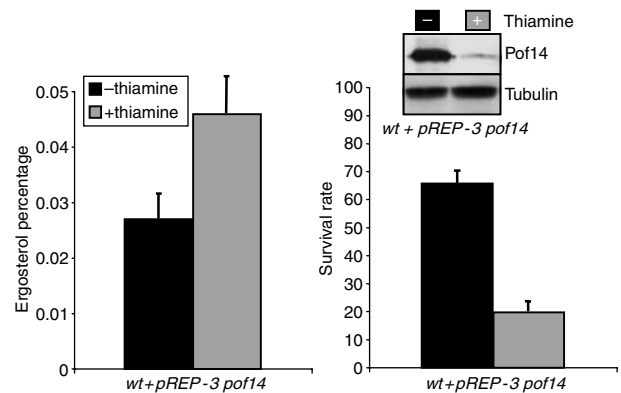 Ergosterol percentage
0.05
0.04
0.03
0.02
0.01
0
–thiamine
+thiamine
wt+pREP-3 pof14
– + Thiamine
Pof14
Tubulin
wt + pREP-3 pof14
Survival rate
100
90
80
70
60
50
40
30
20
10
0
wt+pREP-3 pof14